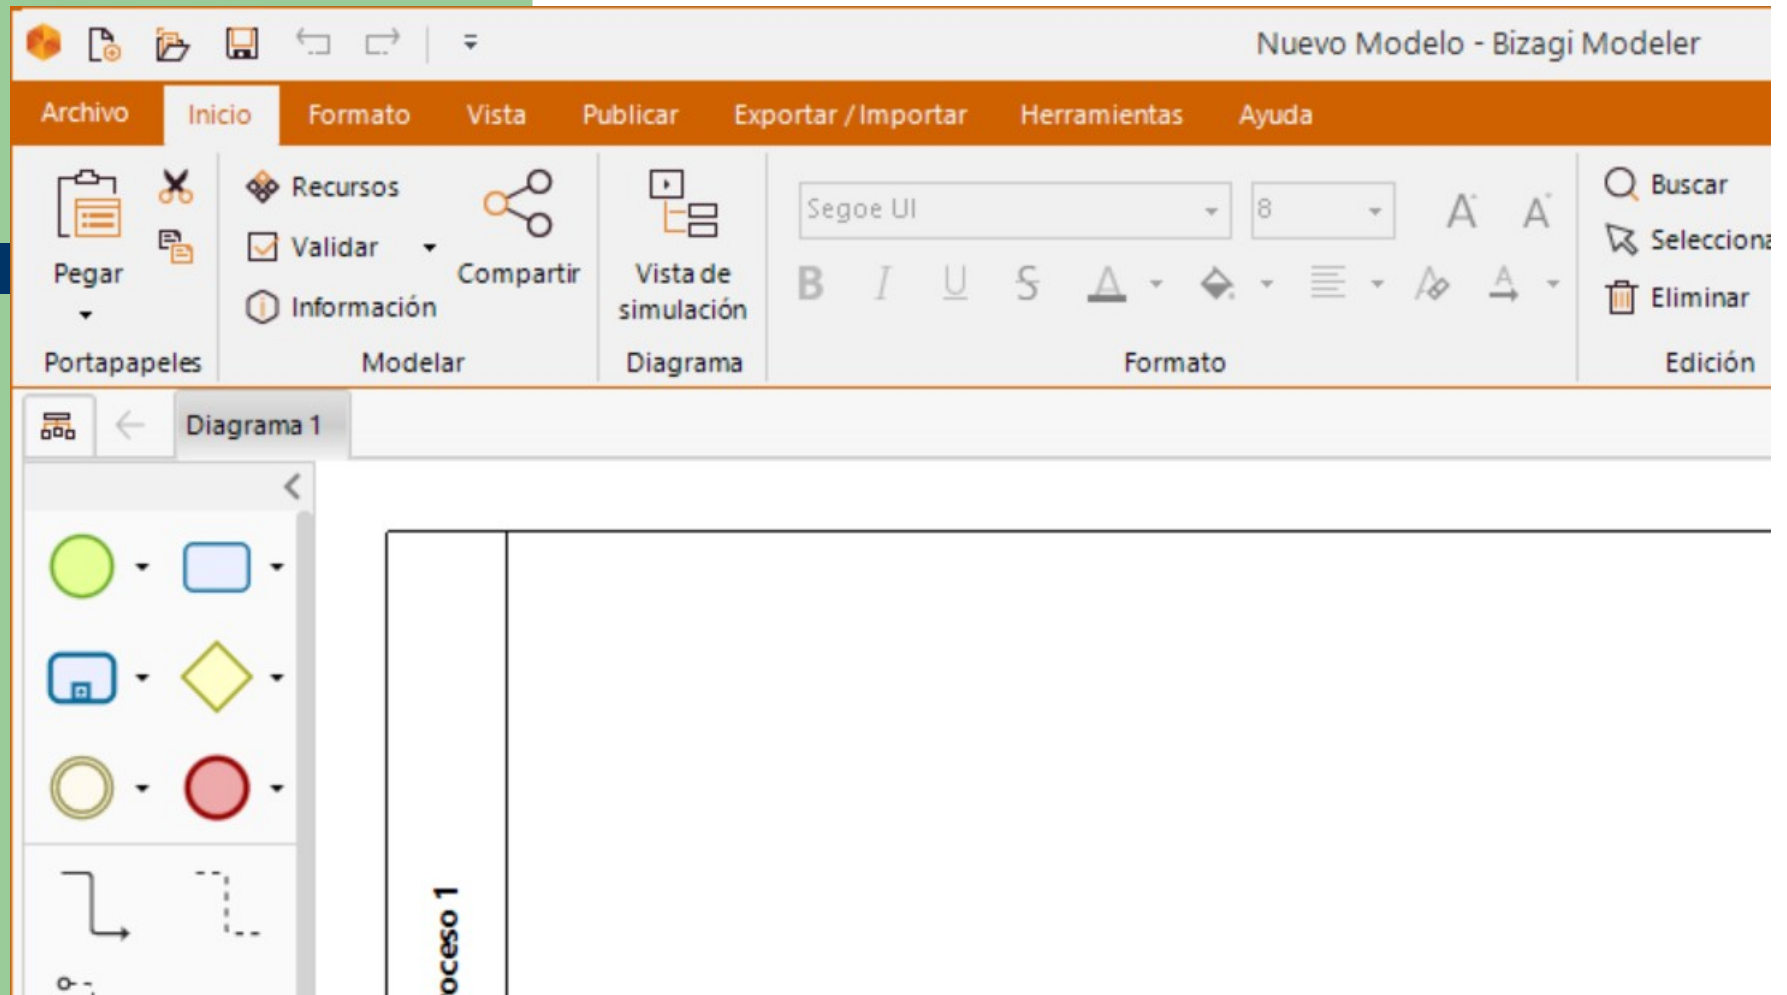 Nuevo Modelo - Bizagi Modeler
Archivo Inicio Formato Vista Publicar Exportar / Importar Herramientas Ayuda
Pegar
Recursos
Validar
Información
Compartir
Vista de
simulación
Segoe UI 8
A A
B I U S A A A
Buscar
Selecciona
Eliminar
Portapapeles Modelar Diagrama Formato Edición
Diagrama 1
oceso 1